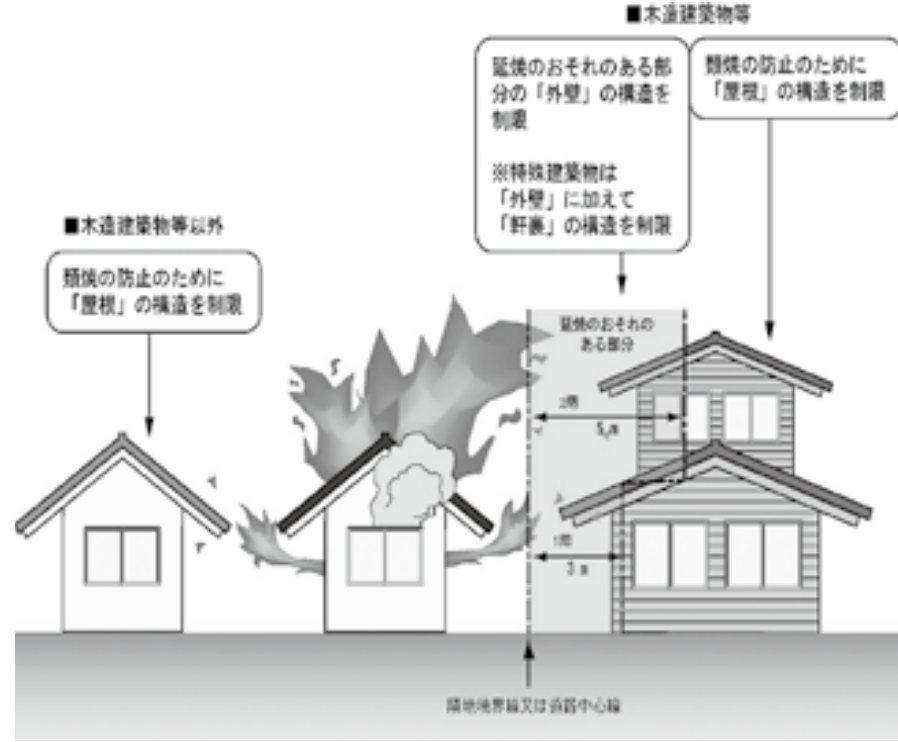 ■木造建築物等
延焼のおそれのある部
分の「外壁」の構造を
制限
※特殊建築物は
「外壁」に加えて
「軒裏」の構造を制限
類焼の防止のために
「屋根」の構造を制限
■木造建築物等以外
類焼の防止のために
「屋根」の構造を制限
延焼のおそれの
ある部分
2階
5m
1階
3m
隣地境界線又は道路中心線